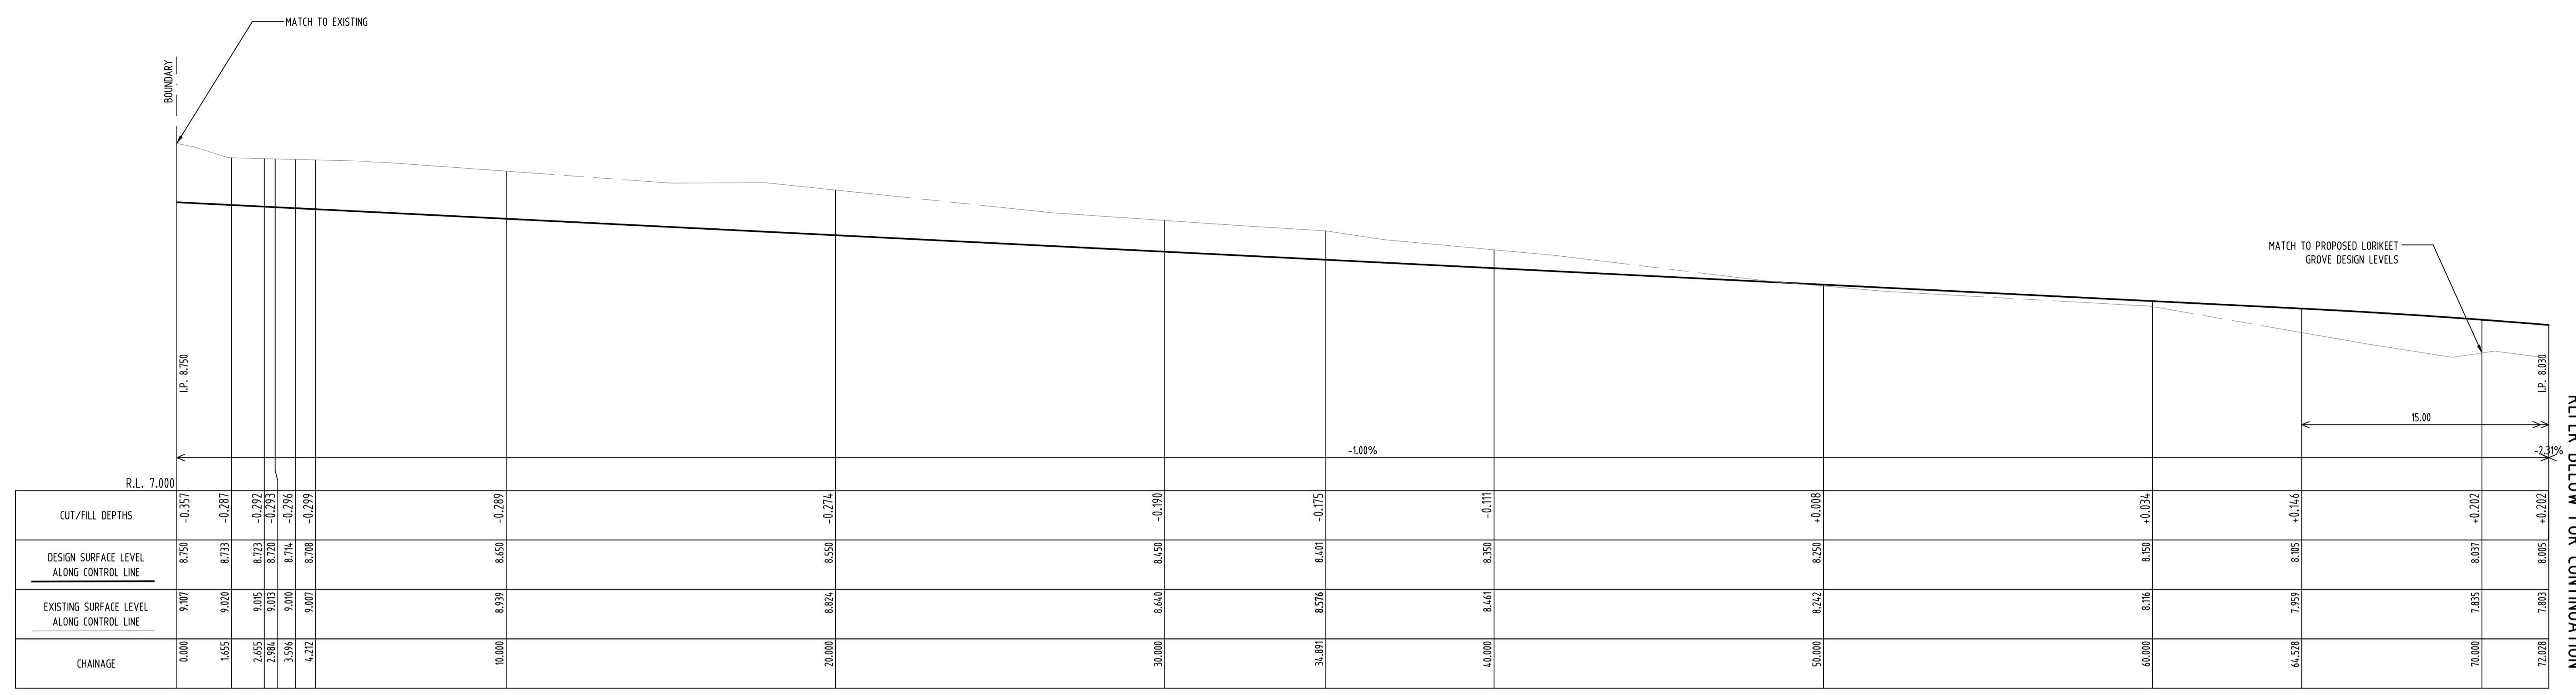 MATCH TO EXISTING
BOUNDARY
MATCH TO PROPOSED LORIKEET
GROVE DESIGN LEVELS
I.P. 8.750
I.P. 8.030
15.00
-1.00%
-2.31%
R.L. 7.000
REFER BELOW FOR CONTINUATION
CUT/FILL DEPTHS
-0.357 -0.287 -0.292 -0.293 -0.296 -0.299 -0.289 -0.274 -0.190 -0.175 -0.111 +0.008 +0.034 +0.146 +0.202 +0.202
DESIGN SURFACE LEVEL
ALONG CONTROL LINE
8.750 8.733 8.723 8.720 8.714 8.708 8.650 8.550 8.450 8.401 8.350 8.250 8.150 8.105 8.037 8.005
EXISTING SURFACE LEVEL
ALONG CONTROL LINE
9.107 9.020 9.015 9.013 9.010 9.007 8.939 8.824 8.640 8.576 8.461 8.242 8.116 7.959 7.835 7.803
CHAINAGE
0.000 1.655 2.655 2.984 3.596 4.212 10.000 20.000 30.000 34.891 40.000 50.000 60.000 64.528 70.000 72.028